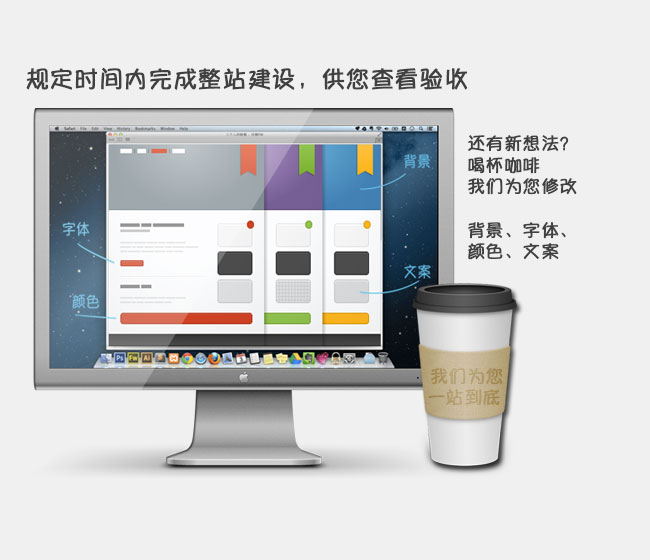 规定时间内完成整站建设，供您查看验收
还有新想法？
喝杯咖啡
我们为您修改
背景、字体、
颜色、文案
Safari File Edit View History Bookmarks Window Help
背景
字体
文案
颜色
Ps Fw Ai
我们为您
一站到底